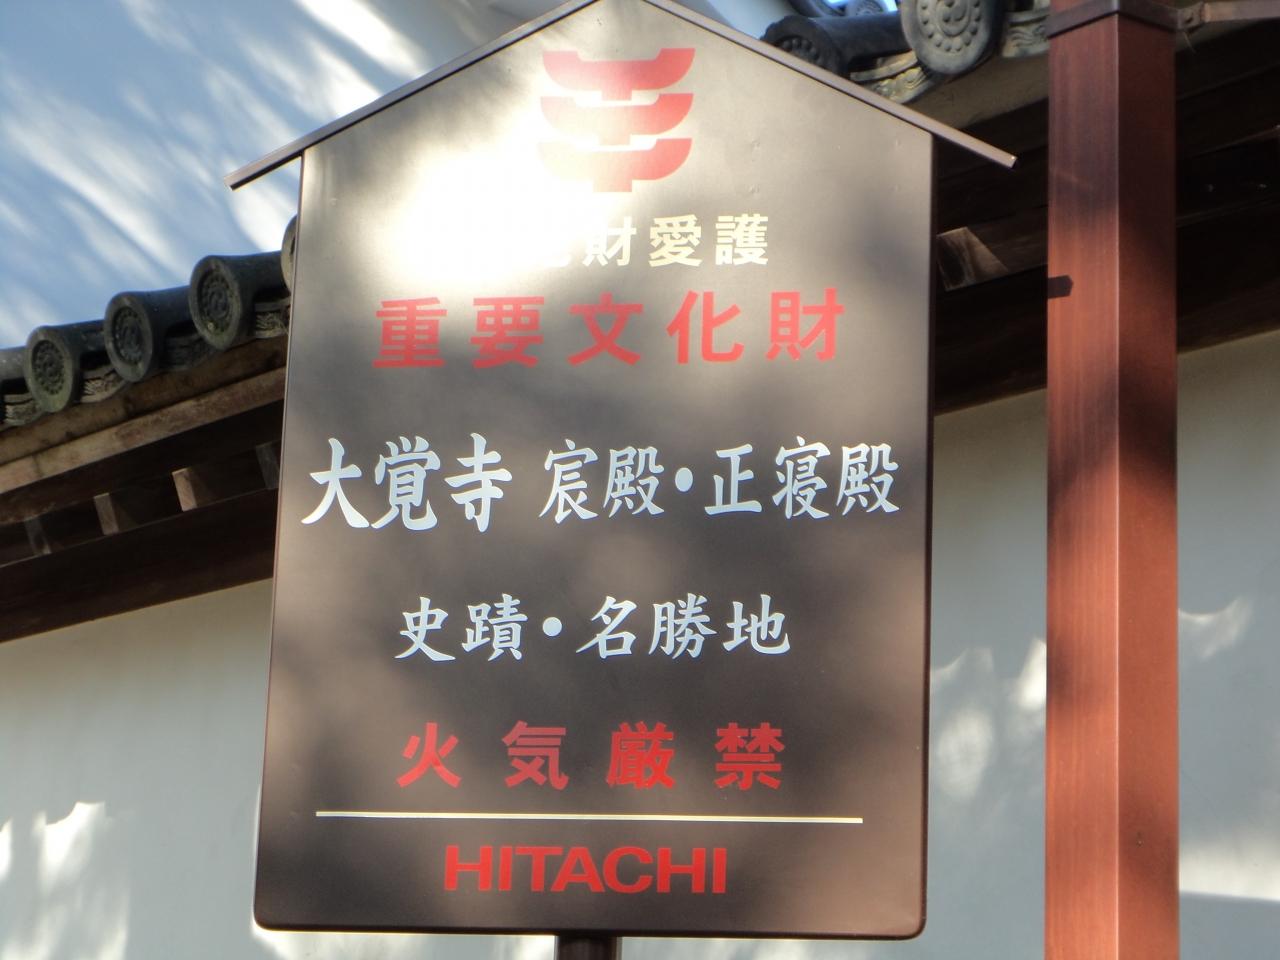 財愛護
重要文化財
大覚寺 宸殿・正寝殿
史蹟・名勝地
火気厳禁
HITACHI